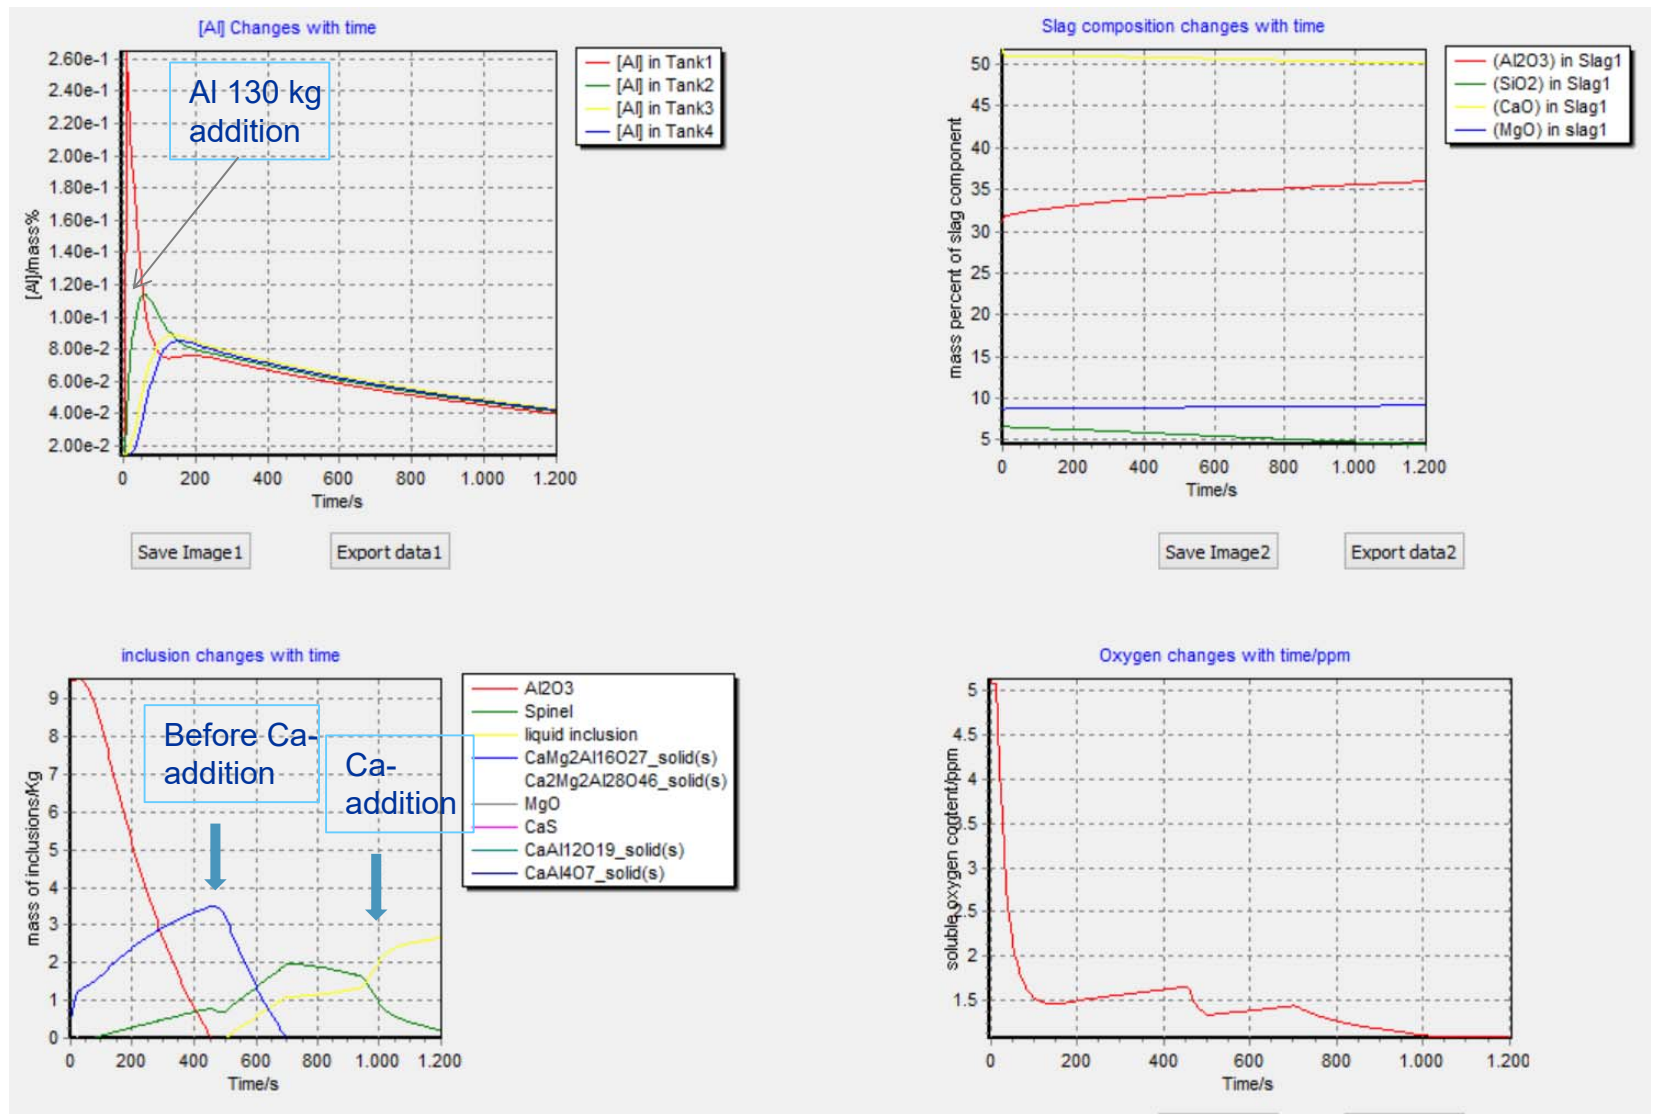 [Al] Changes with time
2.60e-1
2.40e-1
2.20e-1
2.00e-1
1.80e-1
1.60e-1
1.40e-1
1.20e-1
1.00e-1
8.00e-2
6.00e-2
4.00e-2
2.00e-2
[Al]/mass%
0 200 400 600 800 1.000 1.200
Time/s
Al 130 kg
addition
[Al] in Tank1
[Al] in Tank2
[Al] in Tank3
[Al] in Tank4
Save Image1
Export data1
Slag composition changes with time
50
45
40
35
30
25
20
15
10
5
mass percent of slag component
0 200 400 600 800 1.000 1.200
Time/s
(Al2O3) in Slag1
(SiO2) in Slag1
(CaO) in Slag1
(MgO) in slag1
Save Image2
Export data2
inclusion changes with time
9
8
7
6
5
4
3
2
1
0
mass of inclusions/Kg
0 200 400 600 800 1.000 1.200
Time/s
Before Ca-
addition
Ca-
addition
Al2O3
Spinel
liquid inclusion
CaMg2Al16O27_solid(s)
Ca2Mg2Al28O46_solid(s)
MgO
CaS
CaAl12O19_solid(s)
CaAl4O7_solid(s)
Oxygen changes with time/ppm
5
4.5
4
3.5
3
2.5
2
1.5
soluble oxygen content/ppm
0 200 400 600 800 1.000 1.200
Time/s